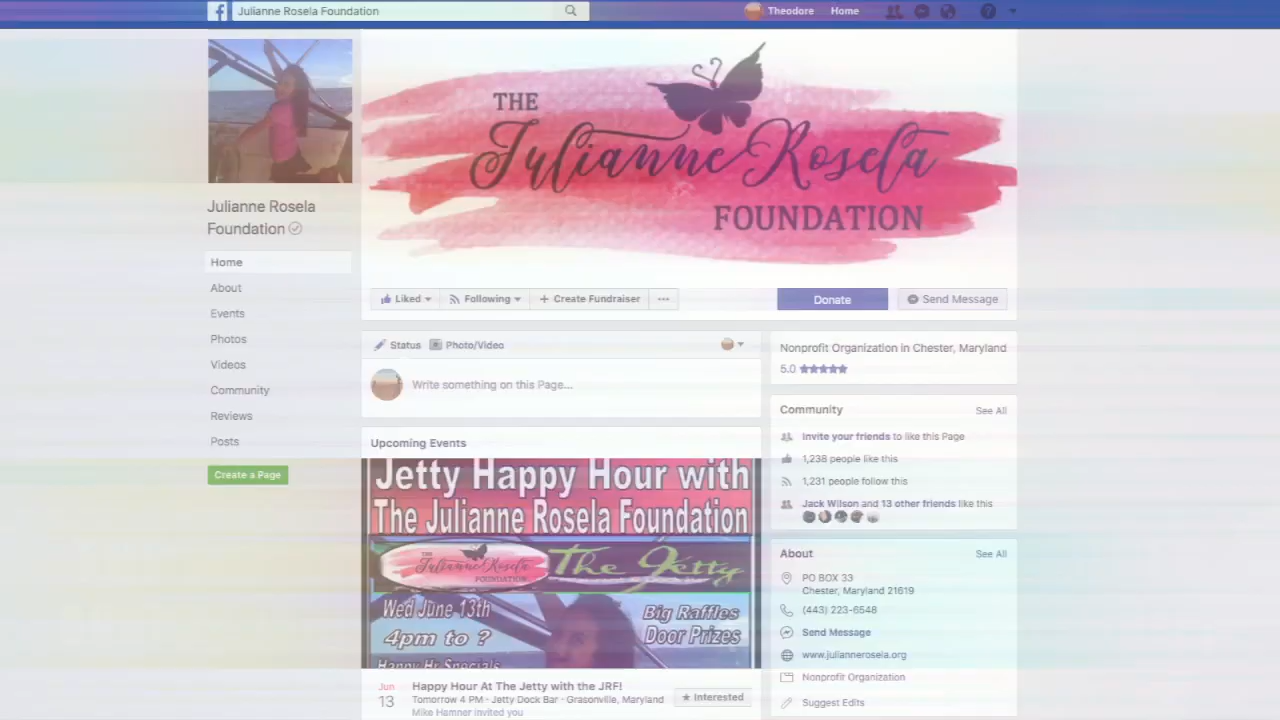 Julianne Rosela Foundation
Theodore Home
THE
Julianne Rosela
FOUNDATION
Julianne Rosela
Foundation
Home
About
Events
Photos
Videos
Community
Reviews
Posts
Create a Page
Liked Following + Create Fundraiser ...
Donate Send Message
Status Photo/Video
Write something on this Page...
Upcoming Events
Jetty Happy Hour with
The Julianne Rosela Foundation
THE
Julianne Rosela
FOUNDATION
The Jetty
Wed June 13th
4pm to ?
Happy Hr Specials
Big Raffles
Door Prizes
Jun
13
Happy Hour At The Jetty with the JRF!
Tomorrow 4 PM · Jetty Dock Bar · Grasonville, Maryland
Mike Hamner invited you
★ Interested
Nonprofit Organization in Chester, Maryland
5.0 ★★★★★
Community See All
Invite your friends to like this Page
1,238 people like this
1,231 people follow this
Jack Wilson and 13 other friends like this
About See All
PO BOX 33
Chester, Maryland 21619
(443) 223-6548
Send Message
www.juliannerosela.org
Nonprofit Organization
Suggest Edits